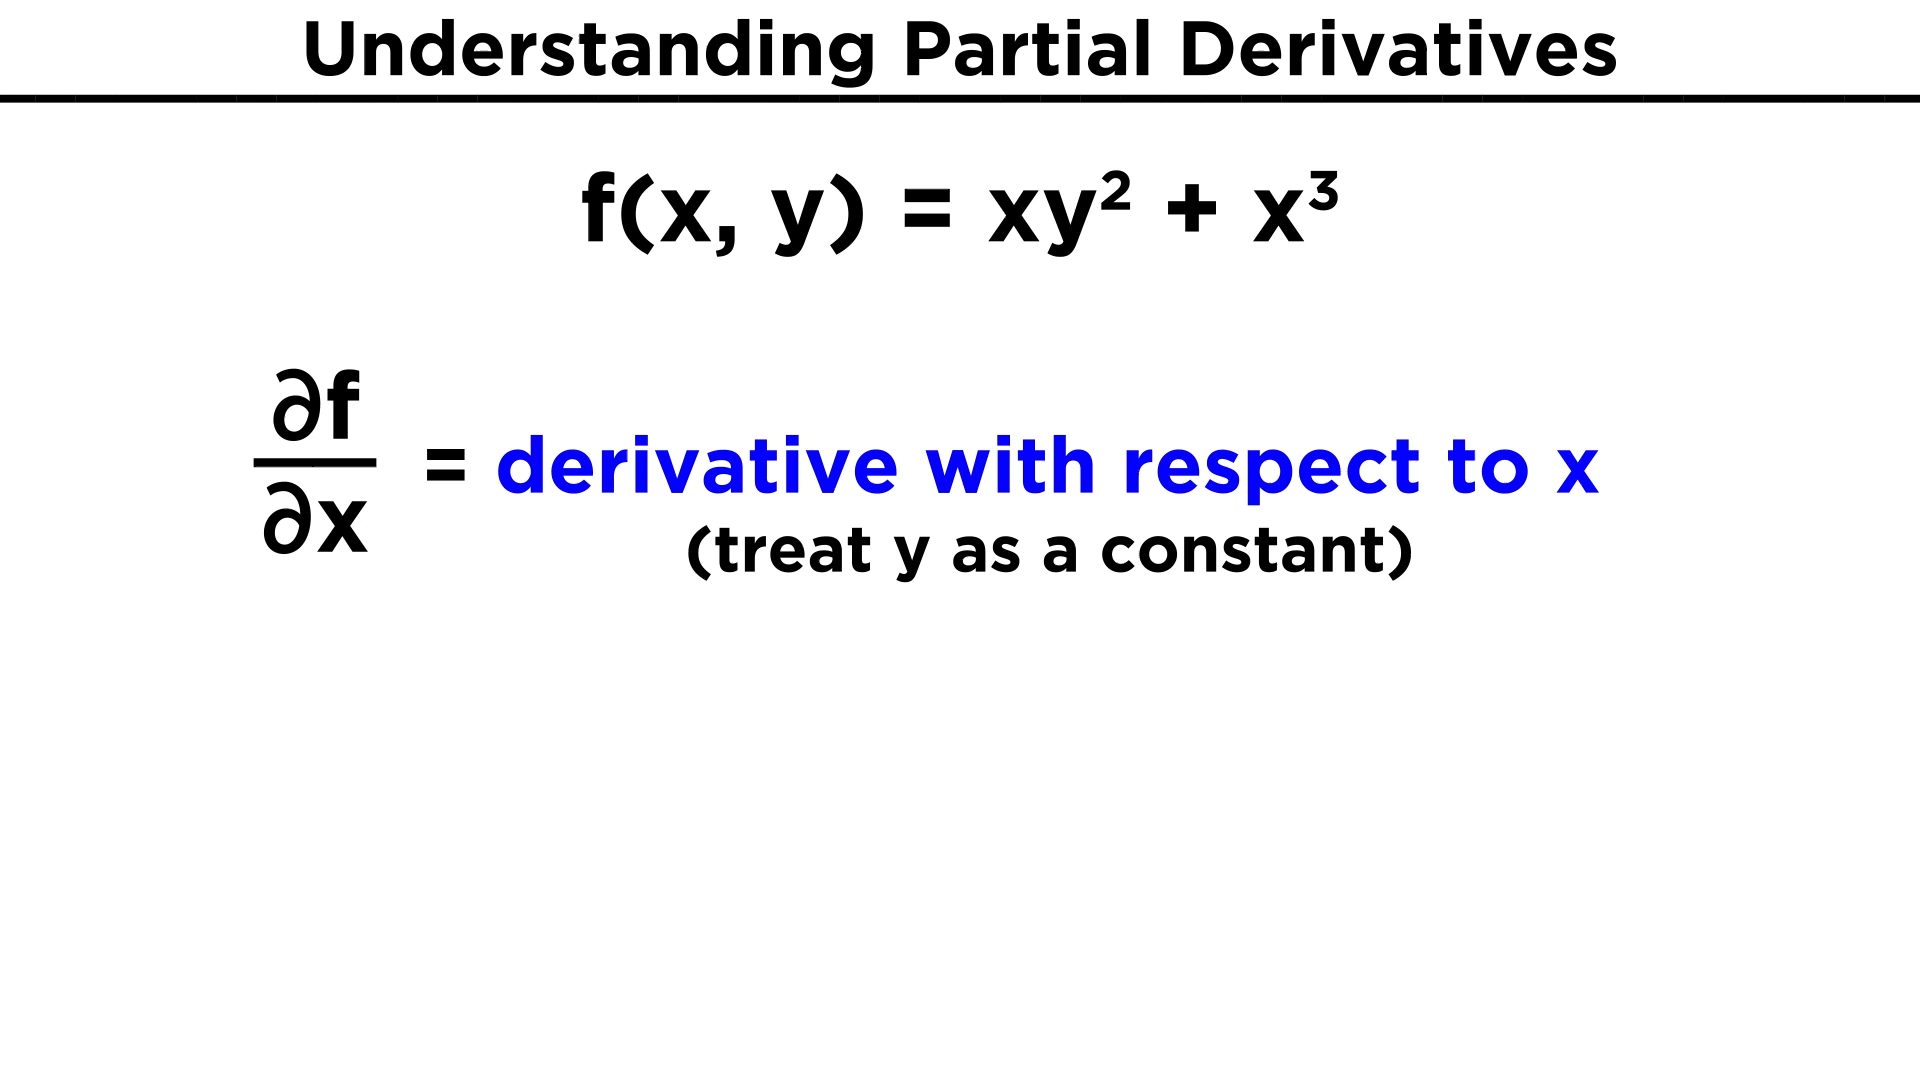 Understanding Partial Derivatives
f(x, y) = xy² + x³
∂f
∂x
= derivative with respect to x
(treat y as a constant)